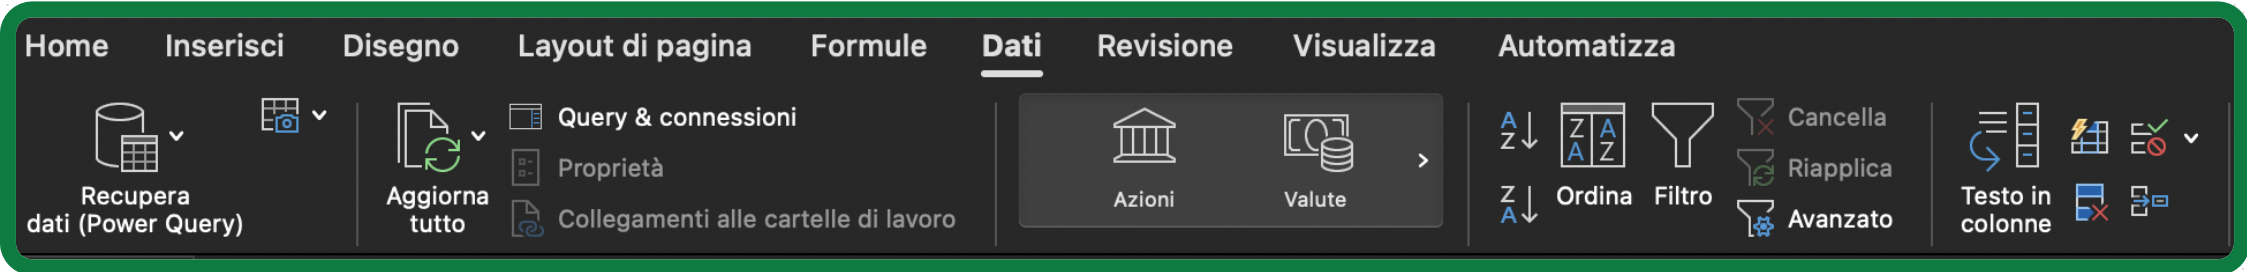 Home Inserisci Disegno Layout di pagina Formule Dati Revisione Visualizza Automatizza
Recupera
dati (Power Query)
Aggiorna
tutto
Query & connessioni
Proprietà
Collegamenti alle cartelle di lavoro
Azioni
Valute
A
Z
Z
A
Z A
A Z
Ordina
Filtro
Cancella
Riapplica
Avanzato
Testo in
colonne